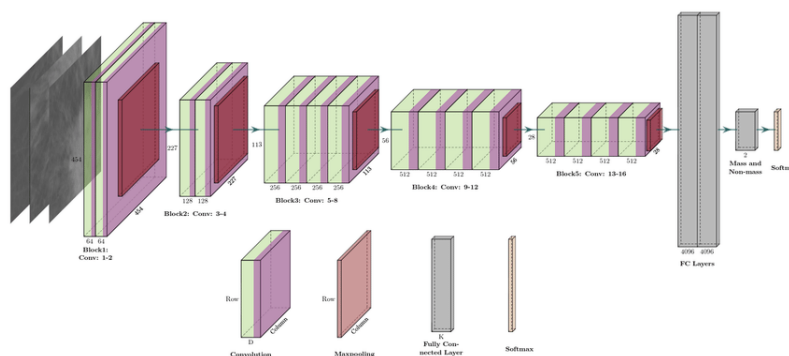 454
454
64 64
Block1:
Conv: 1-2
227
227
128 128
Block2: Conv: 3-4
113
113
256 256 256 256
Block3: Conv: 5-8
56
56
512 512 512 512
Block4: Conv: 9-12
28
28
512 512 512 512
Block5: Conv: 13-16
4096 4096
FC Layers
2
Mass and
Non-mass
Softm
Row
Column
D
Convolution
Row
Column
Maxpooling
K
Fully Con-
nected Layer
Softmax